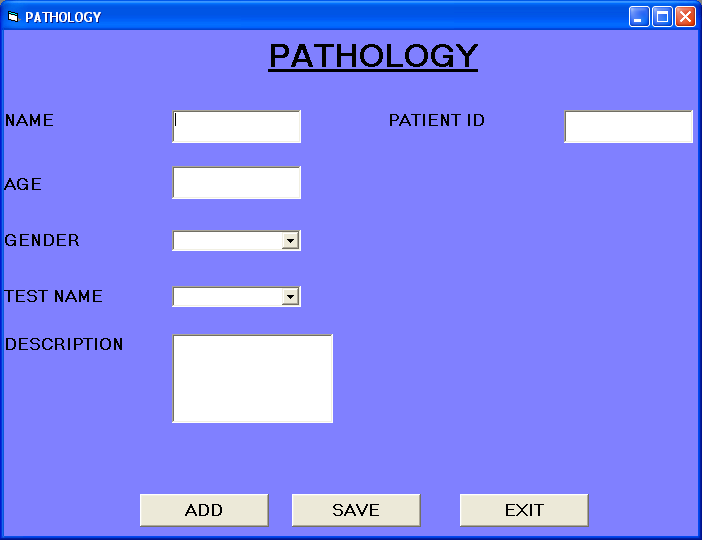 PATHOLOGY
PATHOLOGY
NAME
PATIENT ID
AGE
GENDER
TEST NAME
DESCRIPTION
ADD
SAVE
EXIT